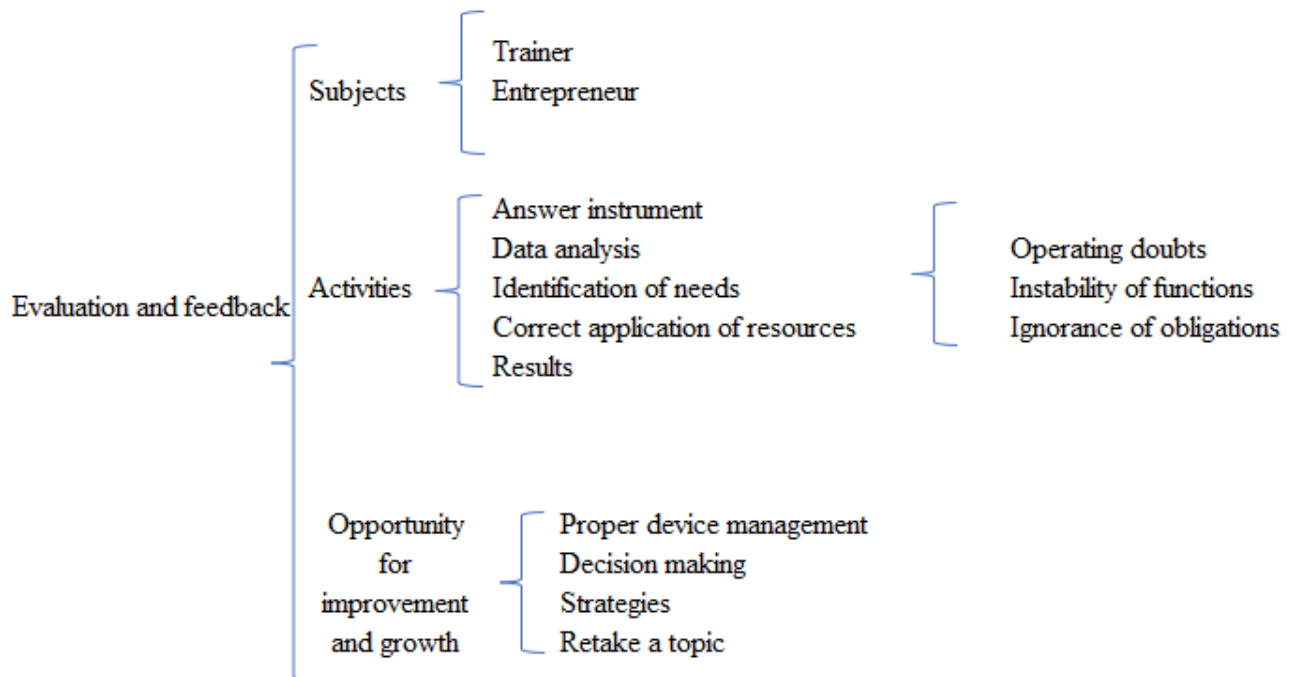 Evaluation and feedback
Subjects
Trainer
Entrepreneur
Activities
Answer instrument
Data analysis
Identification of needs
Correct application of resources
Results
Operating doubts
Instability of functions
Ignorance of obligations
Opportunity
for
improvement
and growth
Proper device management
Decision making
Strategies
Retake a topic